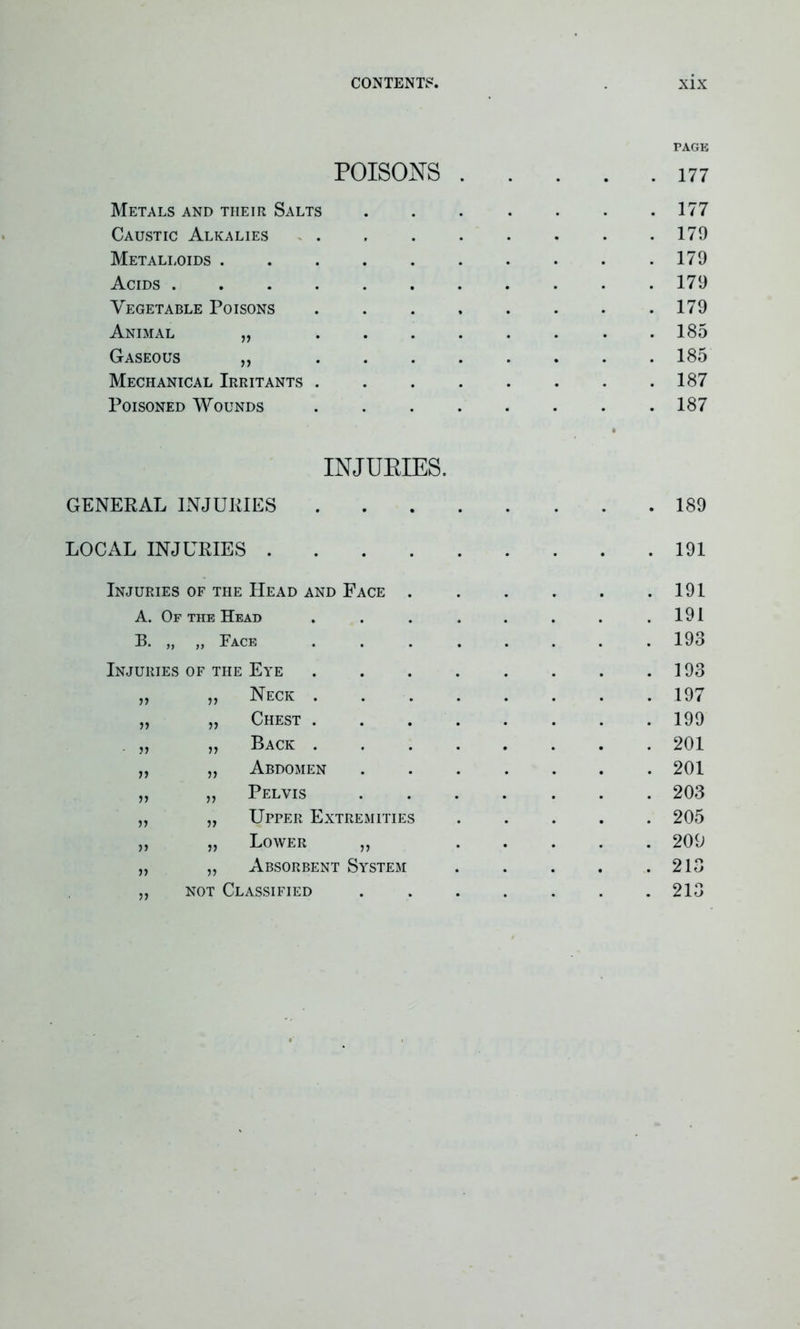 CONTENTS. xix
PAGE
POISONS . . . . . 177
Metals and their Salts . . . . . . . 177
Caustic Alkalies . . . . . . . . 179
Metalloids . . . . . . . . . . 179
Acids . . . . . . . . . . . 179
Vegetable Poisons . . . . . . . . 179
Animal „ . . . . . . . . 185
Gaseous „ . . . . . . . . 185
Mechanical Irritants . . . . . . . . 187
Poisoned Wounds . . . . . . . . 187
INJURIES.
GENERAL INJURIES . . . . . . . . 189
LOCAL INJURIES . . . . . . . . . 191
Injuries of the Head and Face . . . . . . 191
A. Of the Head . . . . . . . . 191
B. „ „ Face . . . . . . . . 193
Injuries of the Eye . . . . . . . . 193
„ „ Neck . . . . . . . . 197
„ „ Chest . . . . . . . . 199
„ „ Back . . . . . . . . 201
„ „ Abdomen . . . . . . . 201
„ „ Pelvis . . . . . . . 203
„ „ Upper Extremities . . . . . 205
„ „ Lower „ . . . . . 209
„ „ Absorbent System . . . . . 213
„ not Classified . . . . . . . 213